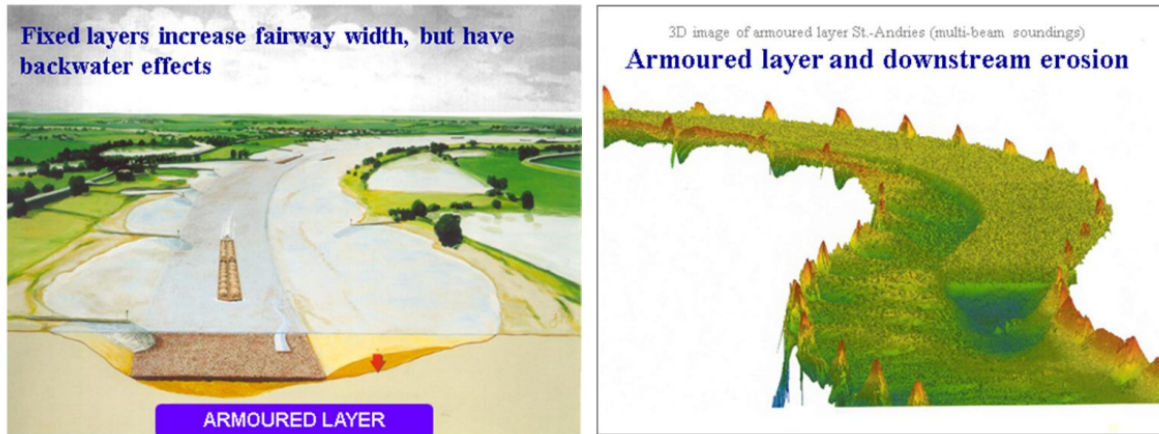 Fixed layers increase fairway width, but have
backwater effects
ARMOURED LAYER
3D image of armoured layer St.-Andries (multi-beam soundings)
Armoured layer and downstream erosion